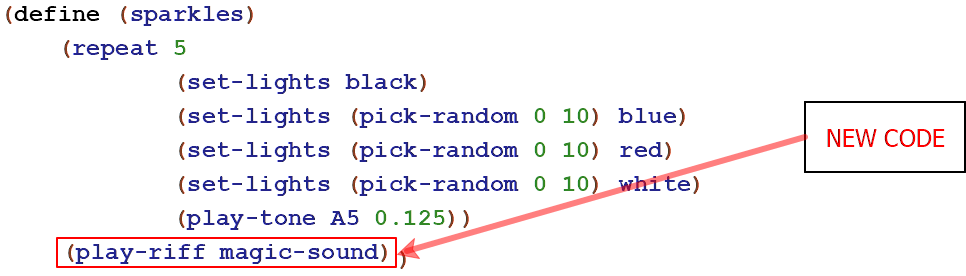 (define (sparkles)
(repeat 5
(set-lights black)
(set-lights (pick-random 0 10) blue)
(set-lights (pick-random 0 10) red)
(set-lights (pick-random 0 10) white)
(play-tone A5 0.125))
(play-riff magic-sound))
NEW CODE